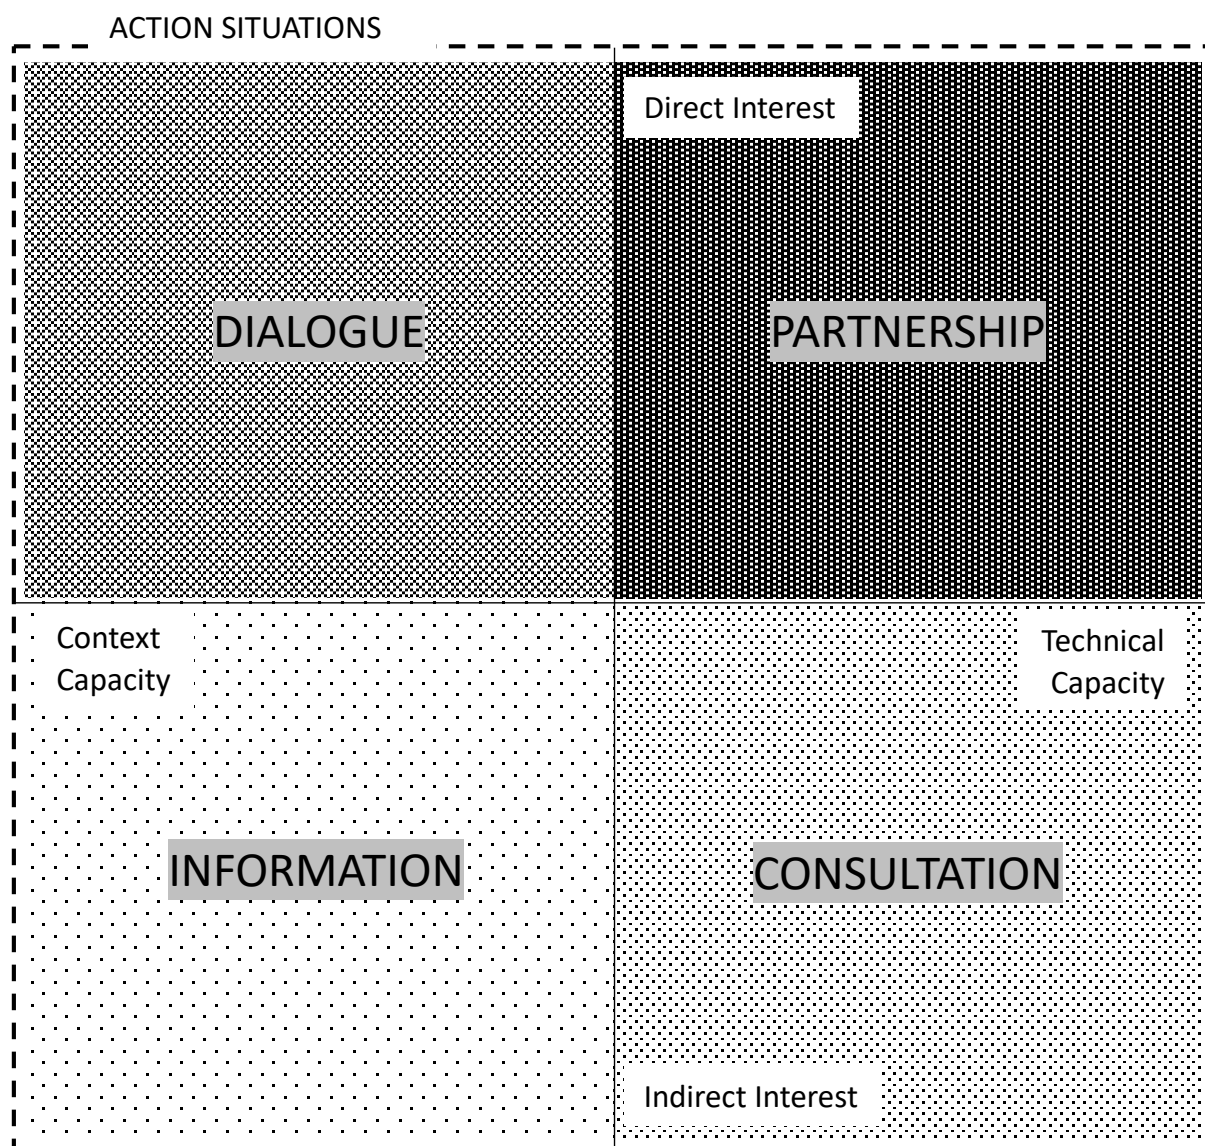 ACTION SITUATIONS
Direct Interest
DIALOGUE
PARTNERSHIP
Context
Capacity
Technical
Capacity
INFORMATION
CONSULTATION
Indirect Interest